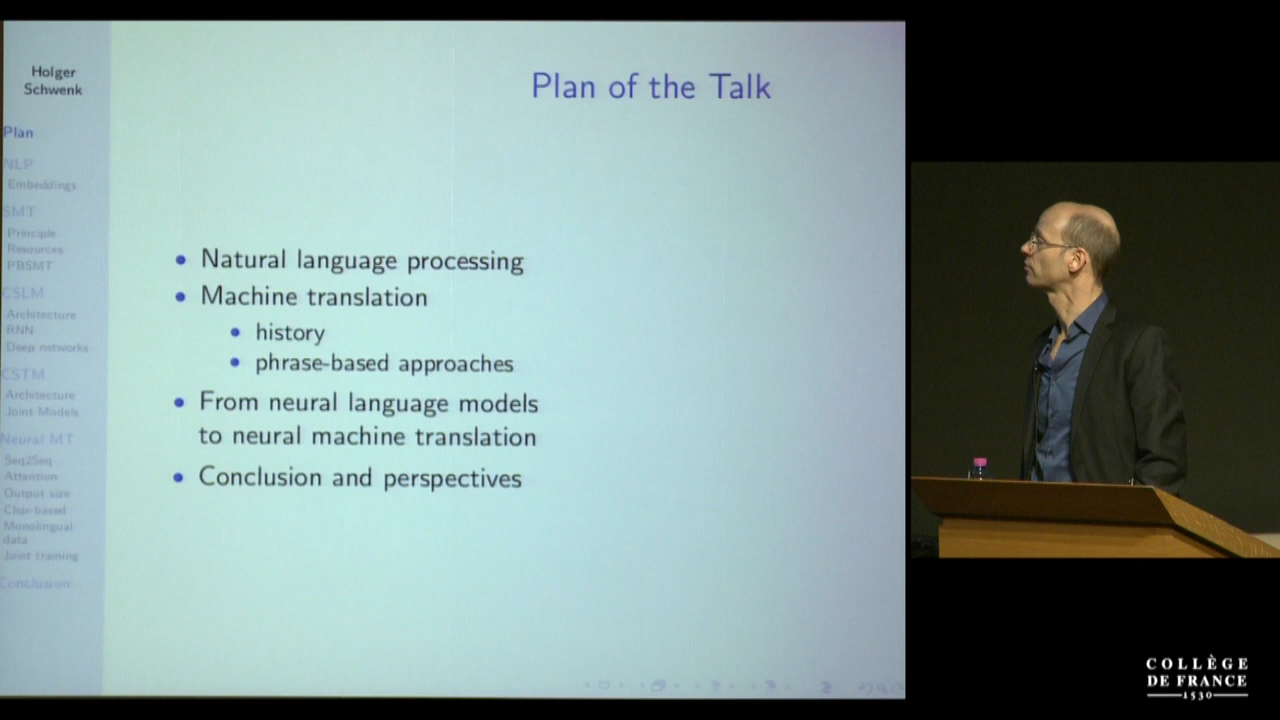 Holger
Schwenk
Plan
NLP
Embeddings
SMT
Principle
Resources
PBSMT
CSLM
Architecture
RNN
Deep networks
CSTM
Architecture
Joint Models
Neural MT
Seq2Seq
Attention
Output size
Char-based
Monolingual
data
Joint training
Conclusion
Plan of the Talk
• Natural language processing
• Machine translation
• history
• phrase-based approaches
• From neural language models
to neural machine translation
• Conclusion and perspectives
COLLÈGE
DE FRANCE
1530